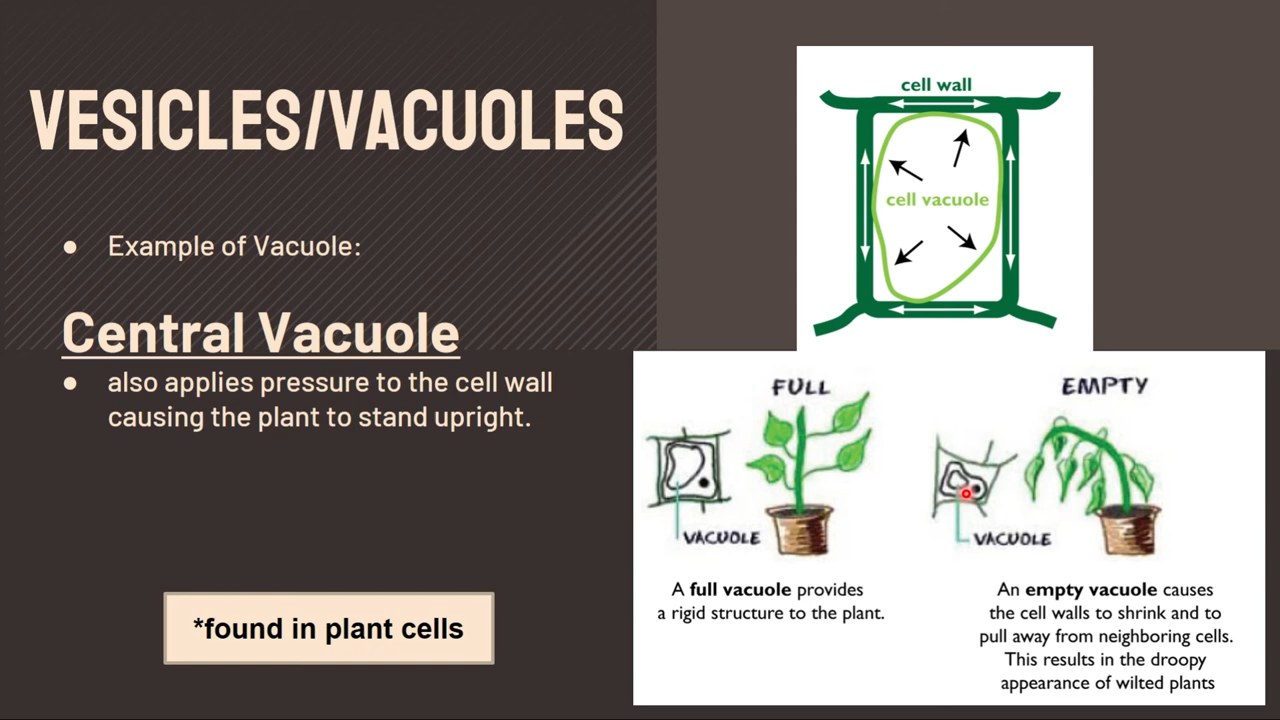 VESICLES/VACUOLES
● Example of Vacuole:
Central Vacuole
● also applies pressure to the cell wall
causing the plant to stand upright.
*found in plant cells
cell wall
cell vacuole
FULL
VACUOLE
A full vacuole provides
a rigid structure to the plant.
EMPTY
VACUOLE
An empty vacuole causes
the cell walls to shrink and to
pull away from neighboring cells.
This results in the droopy
appearance of wilted plants